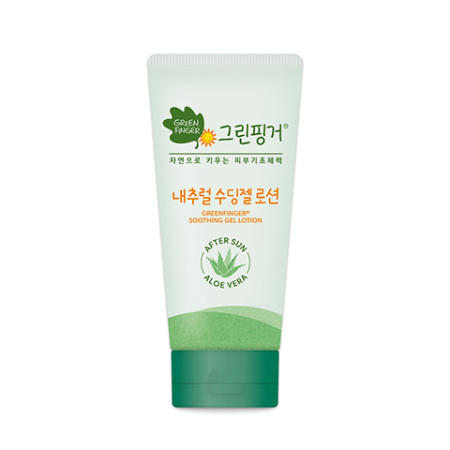 GREEN
FINGER
그린핑거®
자연으로 키우는 피부기초체력
내추럴 수딩젤 로션
GREENFINGER®
SOOTHING GEL LOTION
AFTER SUN
ALOE VERA